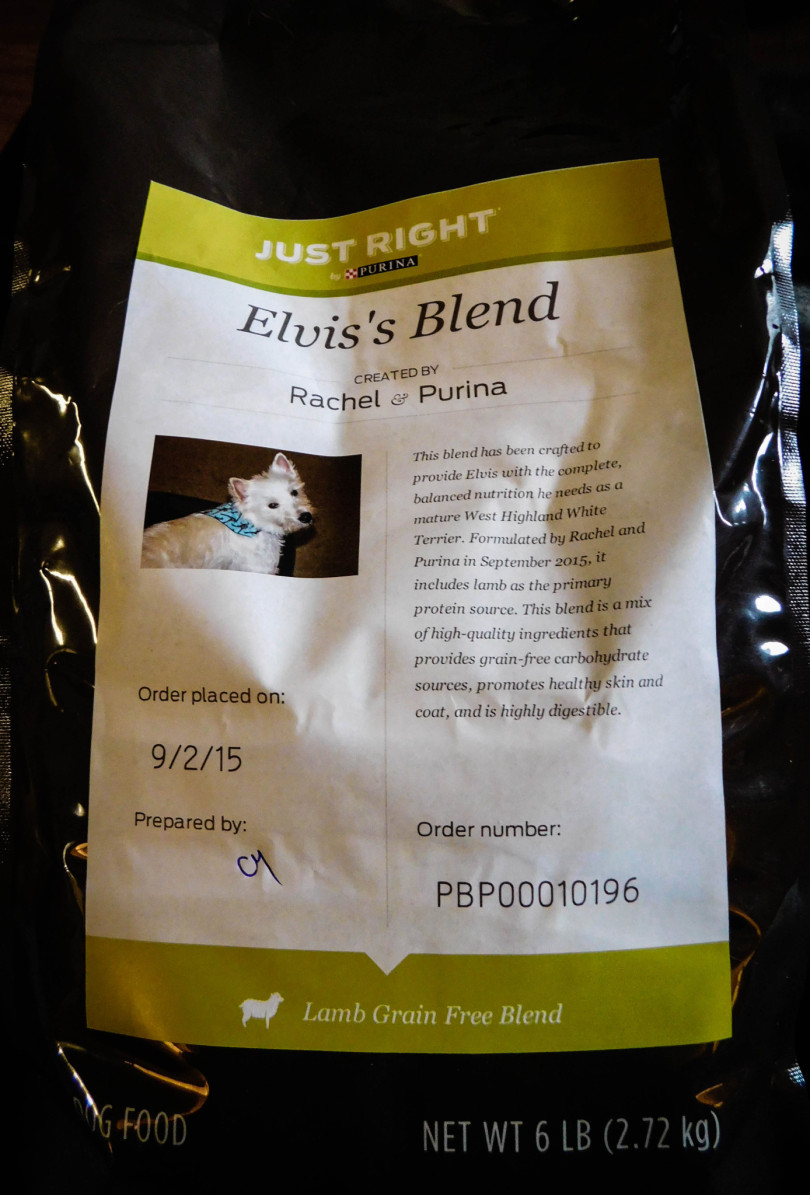 JUST RIGHT
by PURINA
Elvis's Blend
CREATED BY
Rachel & Purina
This blend has been crafted to
provide Elvis with the complete,
balanced nutrition he needs as a
mature West Highland White
Terrier. Formulated by Rachel and
Purina in September 2015, it
includes lamb as the primary
protein source. This blend is a mix
of high-quality ingredients that
provides grain-free carbohydrate
sources, promotes healthy skin and
coat, and is highly digestible.
Order placed on:
9/2/15
Prepared by:
Order number:
PBP00010196
Lamb Grain Free Blend
DOG FOOD
NET WT 6 LB (2.72 kg)